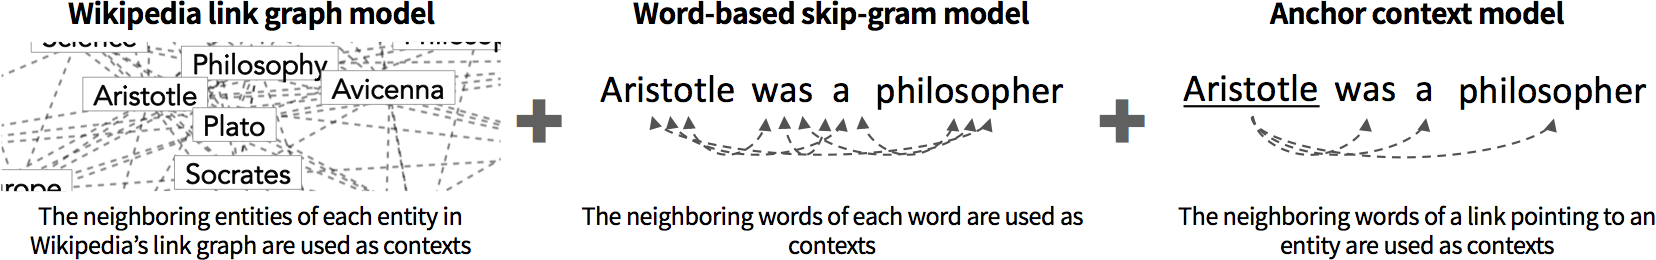 Wikipedia link graph model
Science
Philosophy
Aristotle
Avicenna
Plato
Socrates
The neighboring entities of each entity in
Wikipedia's link graph are used as contexts
Word-based skip-gram model
Aristotle was a philosopher
The neighboring words of each word are used as
contexts
Anchor context model
Aristotle was a philosopher
The neighboring words of a link pointing to an
entity are used as contexts